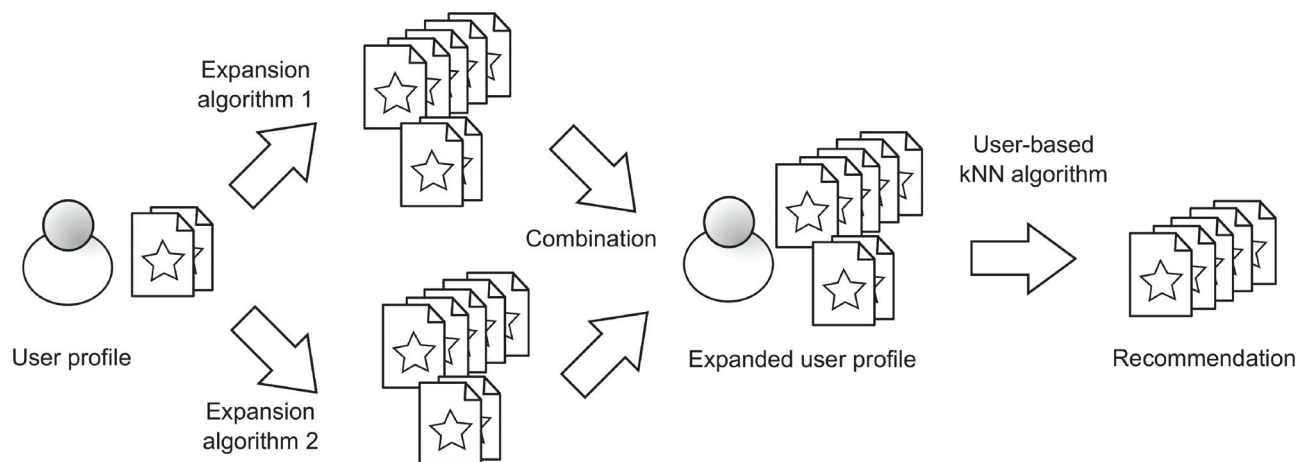 Expansion
algorithm 1
User-based
kNN algorithm
Combination
User profile
Expanded user profile
Recommendation
Expansion
algorithm 2